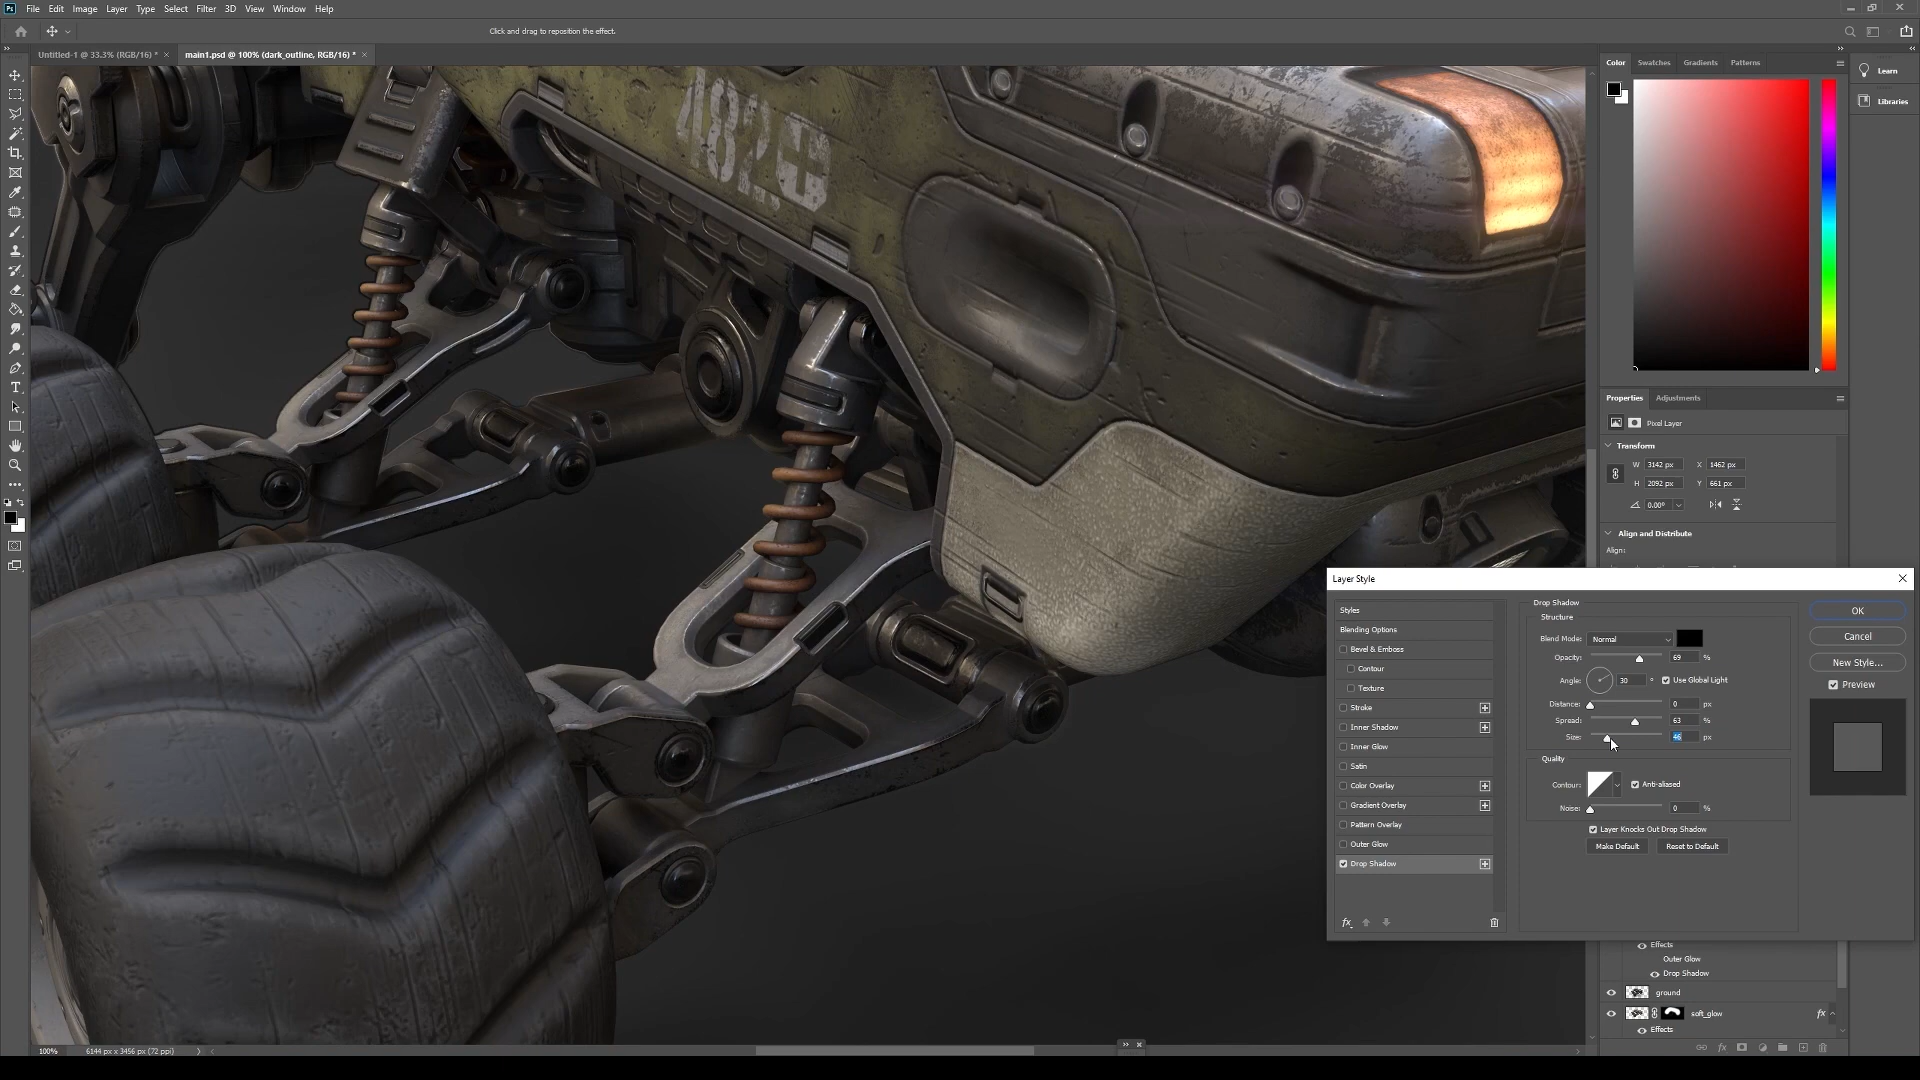 Ps File Edit Image Layer Type Select Filter 3D View Window Help
Click and drag to reposition the effect.
Untitled-1 @ 33.3% (RGB/16) * × main1.psd @ 100% (dark_outline, RGB/16) * ×
Color Swatches Gradients Patterns
Learn
Libraries
482
Properties Adjustments
Pixel Layer
Transform
W 3142 px X 1462 px
H 2092 px Y 661 px
0.00°
Align and Distribute
Align:
Layer Style
Styles
Blending Options
Bevel & Emboss
Contour
Texture
Stroke
Inner Shadow
Inner Glow
Satin
Color Overlay
Gradient Overlay
Pattern Overlay
Outer Glow
Drop Shadow
fx
Drop Shadow
Structure
Blend Mode: Normal
Opacity: 69 %
Angle: 30 ° Use Global Light
Distance: 0 px
Spread: 63 %
Size: 46 px
Quality
Contour: Anti-aliased
Noise: 0 %
Layer Knocks Out Drop Shadow
Make Default Reset to Default
OK
Cancel
New Style...
Preview
Effects
Outer Glow
Drop Shadow
ground
soft_glow fx
Effects
fx
100% 6144 px x 3456 px (72 ppi)